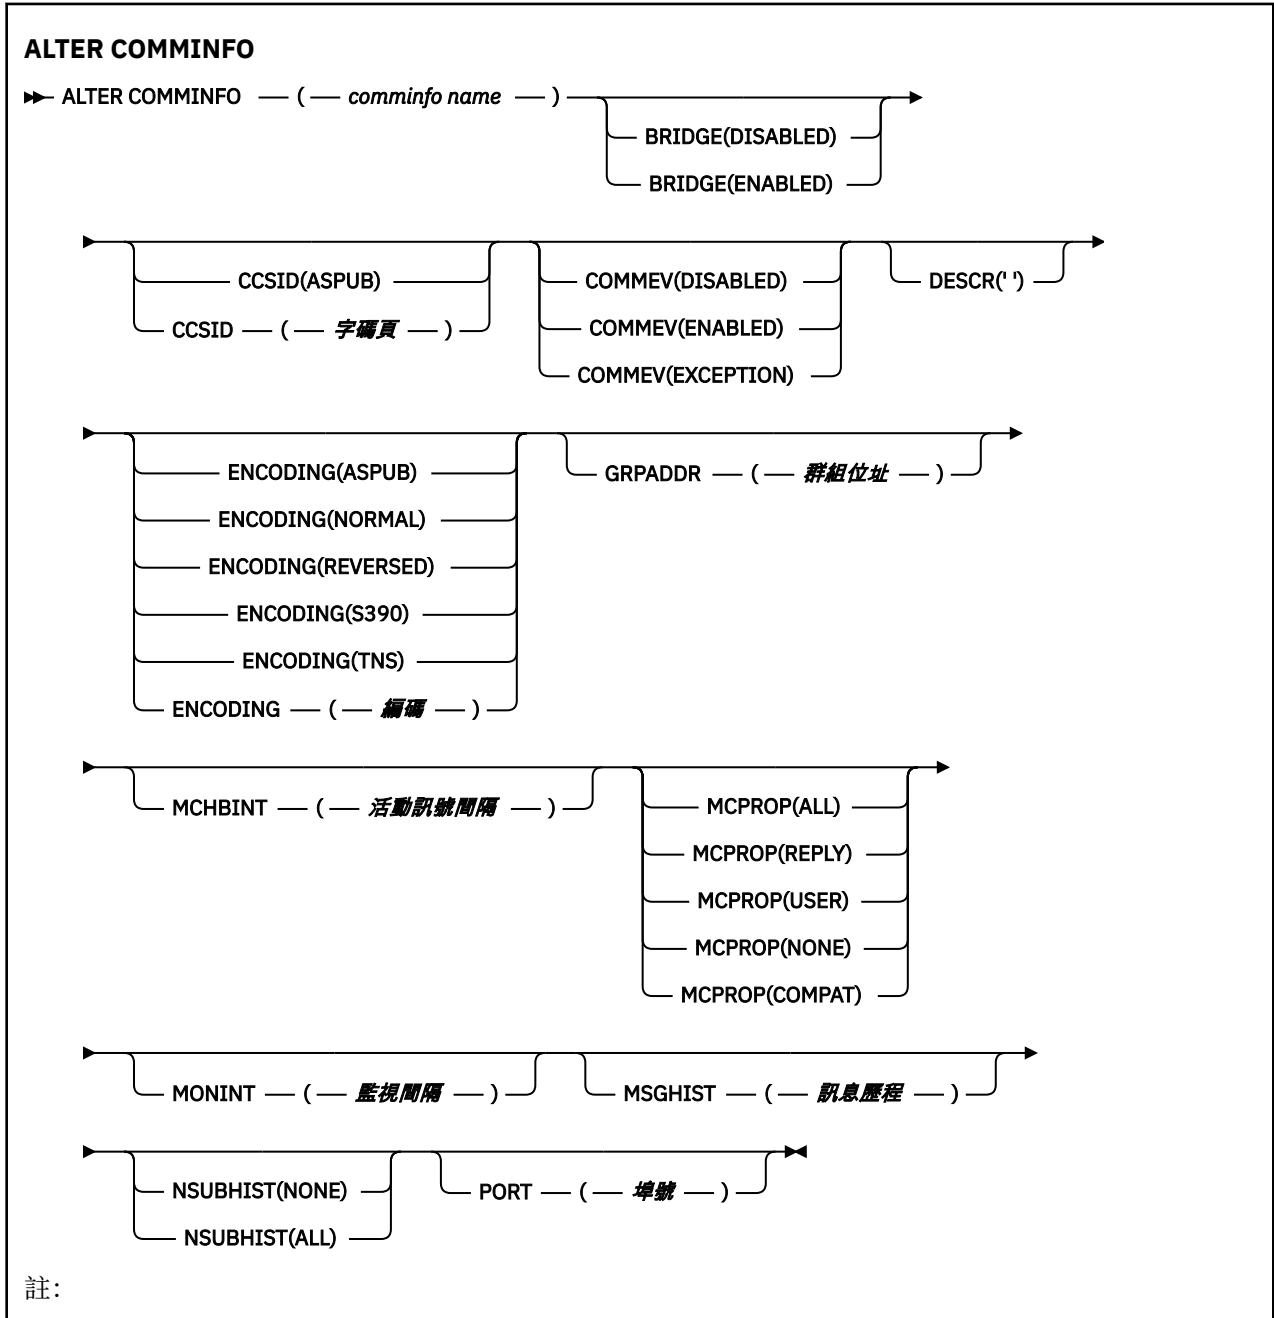 ALTER COMMINFO
ALTER COMMINFO ( comminfo name )
BRIDGE(DISABLED)
BRIDGE(ENABLED)
CCSID(ASPUB)
CCSID ( 字碼頁 )
COMMEV(DISABLED)
COMMEV(ENABLED)
COMMEV(EXCEPTION)
DESCR(' ')
ENCODING(ASPUB)
ENCODING(NORMAL)
ENCODING(REVERSED)
ENCODING(S390)
ENCODING(TNS)
ENCODING ( 編碼 )
GRPADDR ( 群組位址 )
MCHBINT ( 活動訊號間隔 )
MCPROP(ALL)
MCPROP(REPLY)
MCPROP(USER)
MCPROP(NONE)
MCPROP(COMPAT)
MONINT ( 監視間隔 )
MSGHIST ( 訊息歷程 )
NSUBHIST(NONE)
NSUBHIST(ALL)
PORT ( 埠號 )
註: